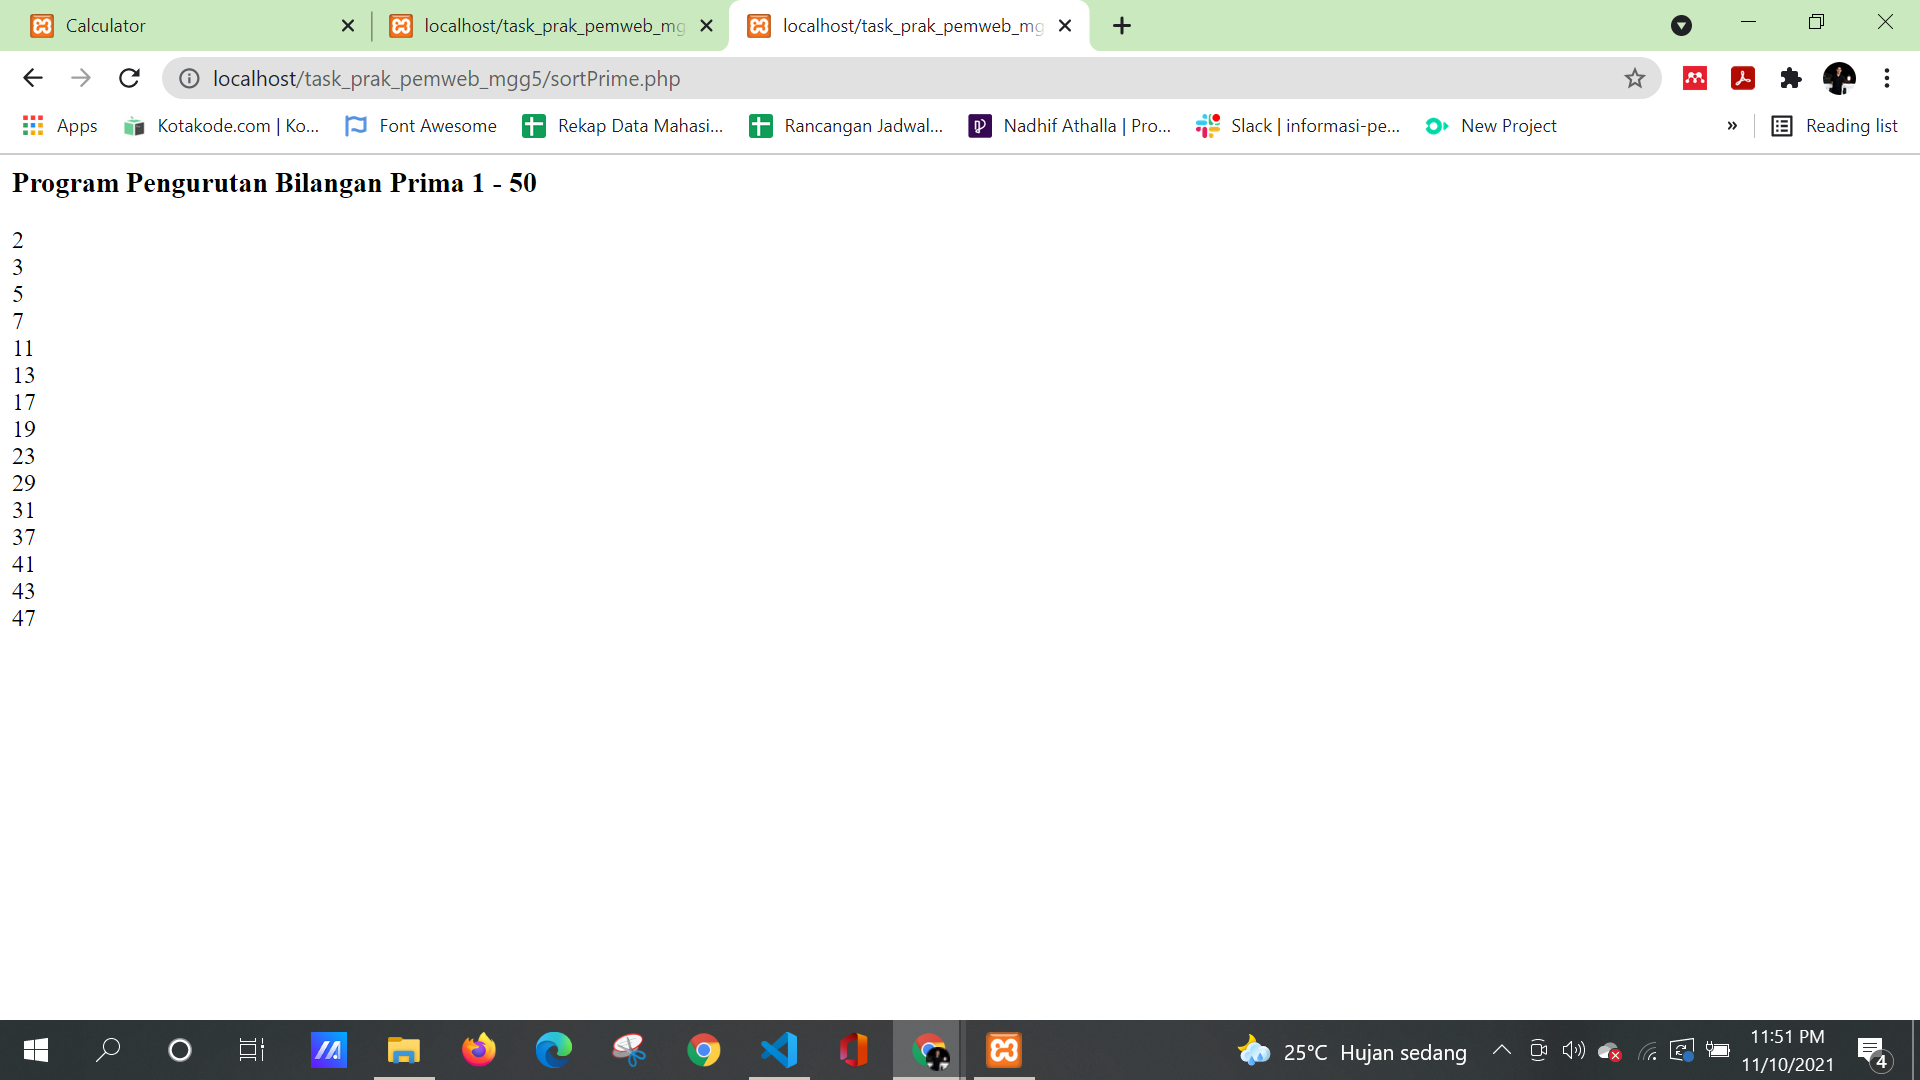 Calculator
localhost/task_prak_pemweb_mg
localhost/task_prak_pemweb_mg
localhost/task_prak_pemweb_mgg5/sortPrime.php
Apps
Kotakode.com | Ko...
Font Awesome
Rekap Data Mahasi...
Rancangan Jadwal...
Nadhif Athalla | Pro...
Slack | informasi-pe...
New Project
»
Reading list
Program Pengurutan Bilangan Prima 1 - 50
2
3
5
7
11
13
17
19
23
29
31
37
41
43
47
25°C Hujan sedang
11:51 PM
11/10/2021
4